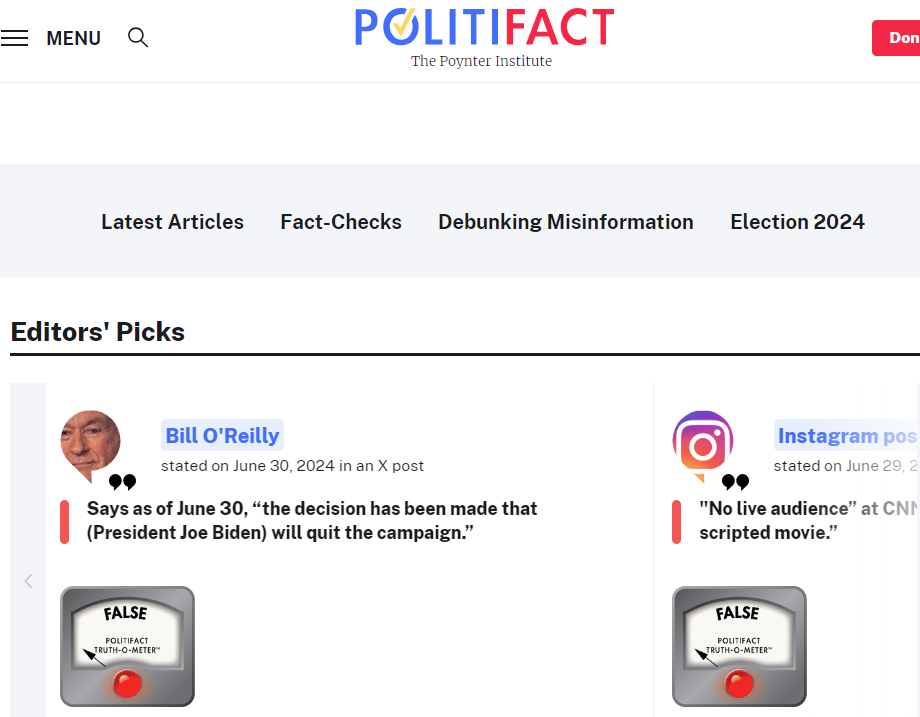 MENU
POLITIFACT
The Poynter Institute
Latest Articles Fact-Checks Debunking Misinformation Election 2024
Editors' Picks
Bill O'Reilly
stated on June 30, 2024 in an X post
Says as of June 30, “the decision has been made that
(President Joe Biden) will quit the campaign.”
FALSE
POLITIFACT
TRUTH-O-METER™
Instagram
stated on June 29,
"No live audience” at CNN
scripted movie.”
FALSE
POLITIFACT
TRUTH-O-METER™